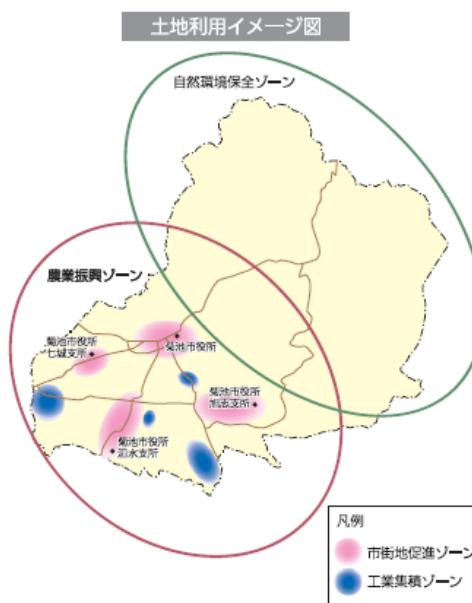 土地利用イメージ図
自然環境保全ゾーン
農業振興ゾーン
菊池市役所
七城支所
菊池市役所
菊池市役所
旭志支所
菊池市役所
泗水支所
凡例
市街地促進ゾーン
工業集積ゾーン